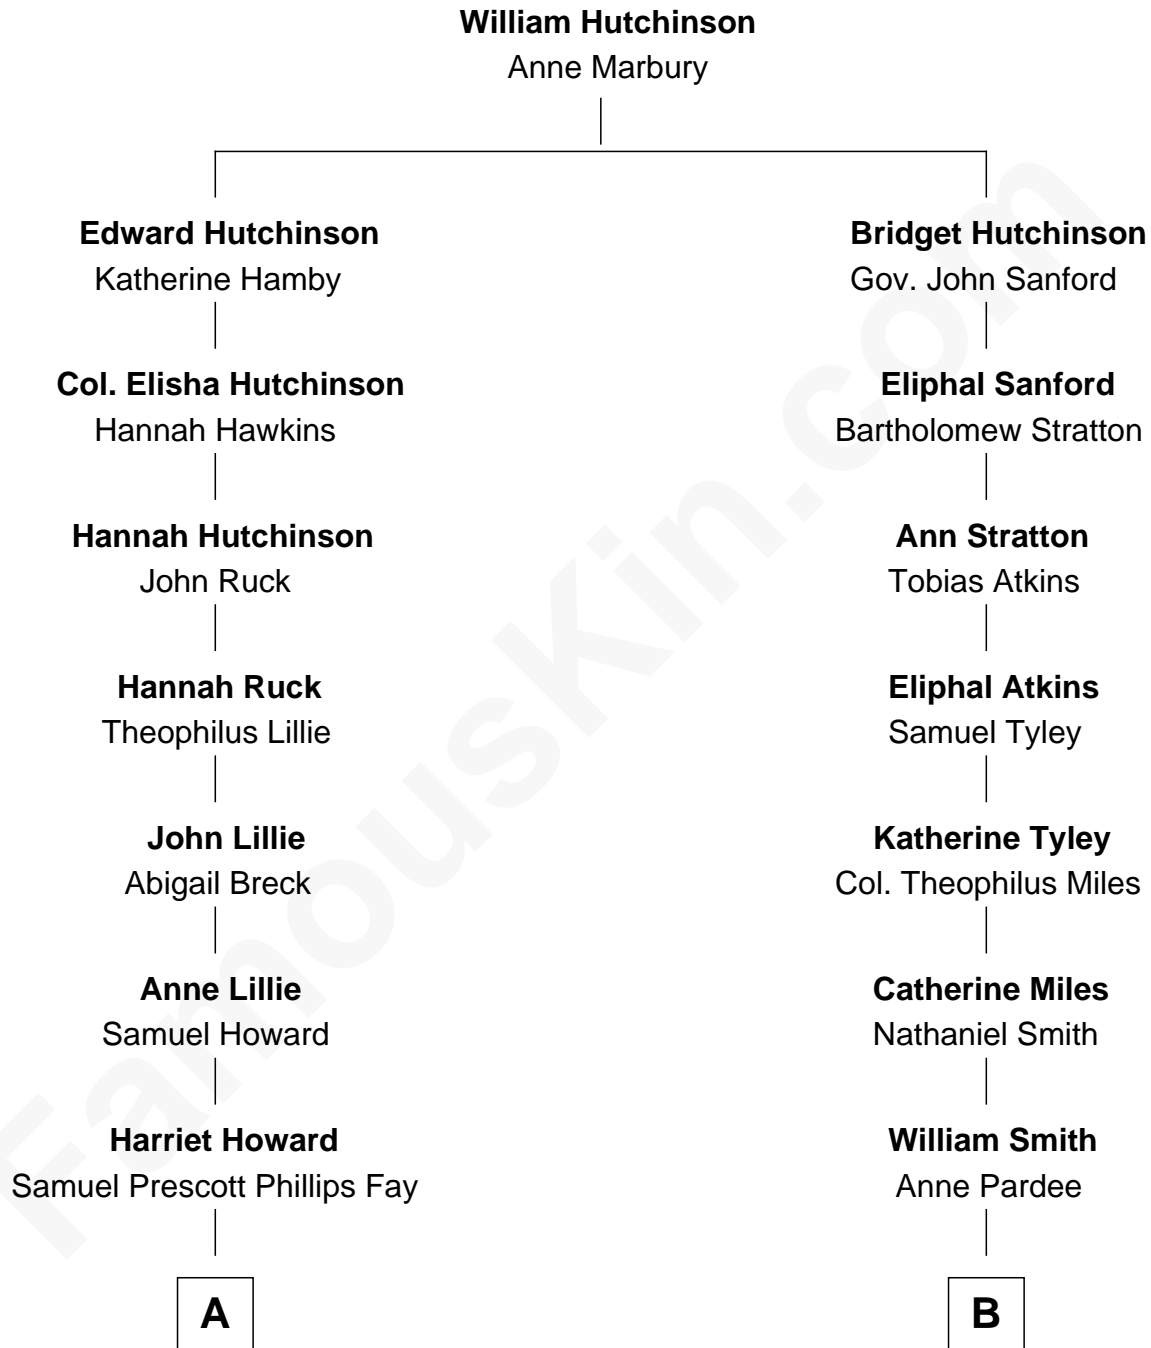 William Hutchinson
Anne Marbury
Edward Hutchinson
Katherine Hamby
Col. Elisha Hutchinson
Hannah Hawkins
Hannah Hutchinson
John Ruck
Hannah Ruck
Theophilus Lillie
John Lillie
Abigail Breck
Anne Lillie
Samuel Howard
Harriet Howard
Samuel Prescott Phillips Fay
A
Bridget Hutchinson
Gov. John Sanford
Eliphal Sanford
Bartholomew Stratton
Ann Stratton
Tobias Atkins
Eliphal Atkins
Samuel Tyley
Katherine Tyley
Col. Theophilus Miles
Catherine Miles
Nathaniel Smith
William Smith
Anne Pardee
B
FamousKin.com